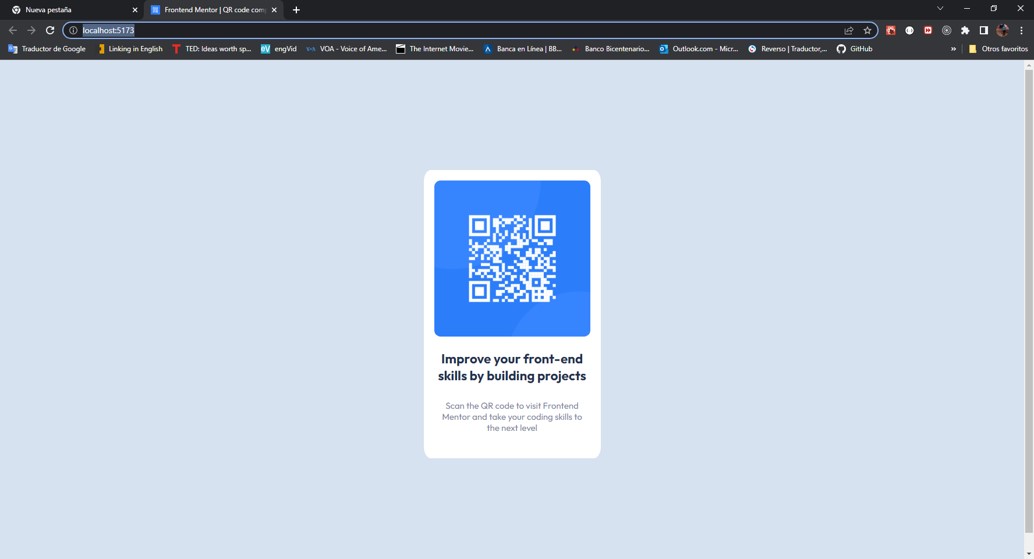 Nueva pestaña
Frontend Mentor | QR code com
localhost:5173
Traductor de Google
Linking in English
TED: Ideas worth sp...
engVid
VOA - Voice of Ame...
The Internet Movie...
Banca en Línea | BB...
Banco Bicentenario...
Outlook.com - Micr...
Reverso | Traductor,...
GitHub
Otros favoritos
Improve your front-end
skills by building projects
Scan the QR code to visit Frontend
Mentor and take your coding skills to
the next level